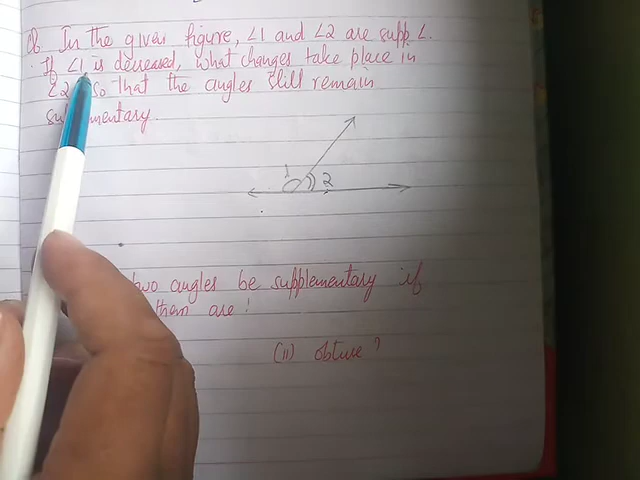 Q. In the given figure, ∠1 and ∠2 are supp ∠.
If ∠1 is decreased, what changes take place in
∠2 so that the angles still remain
supplementary.
1 2
two angles be supplementary if
them are:
(ii) obtuse?